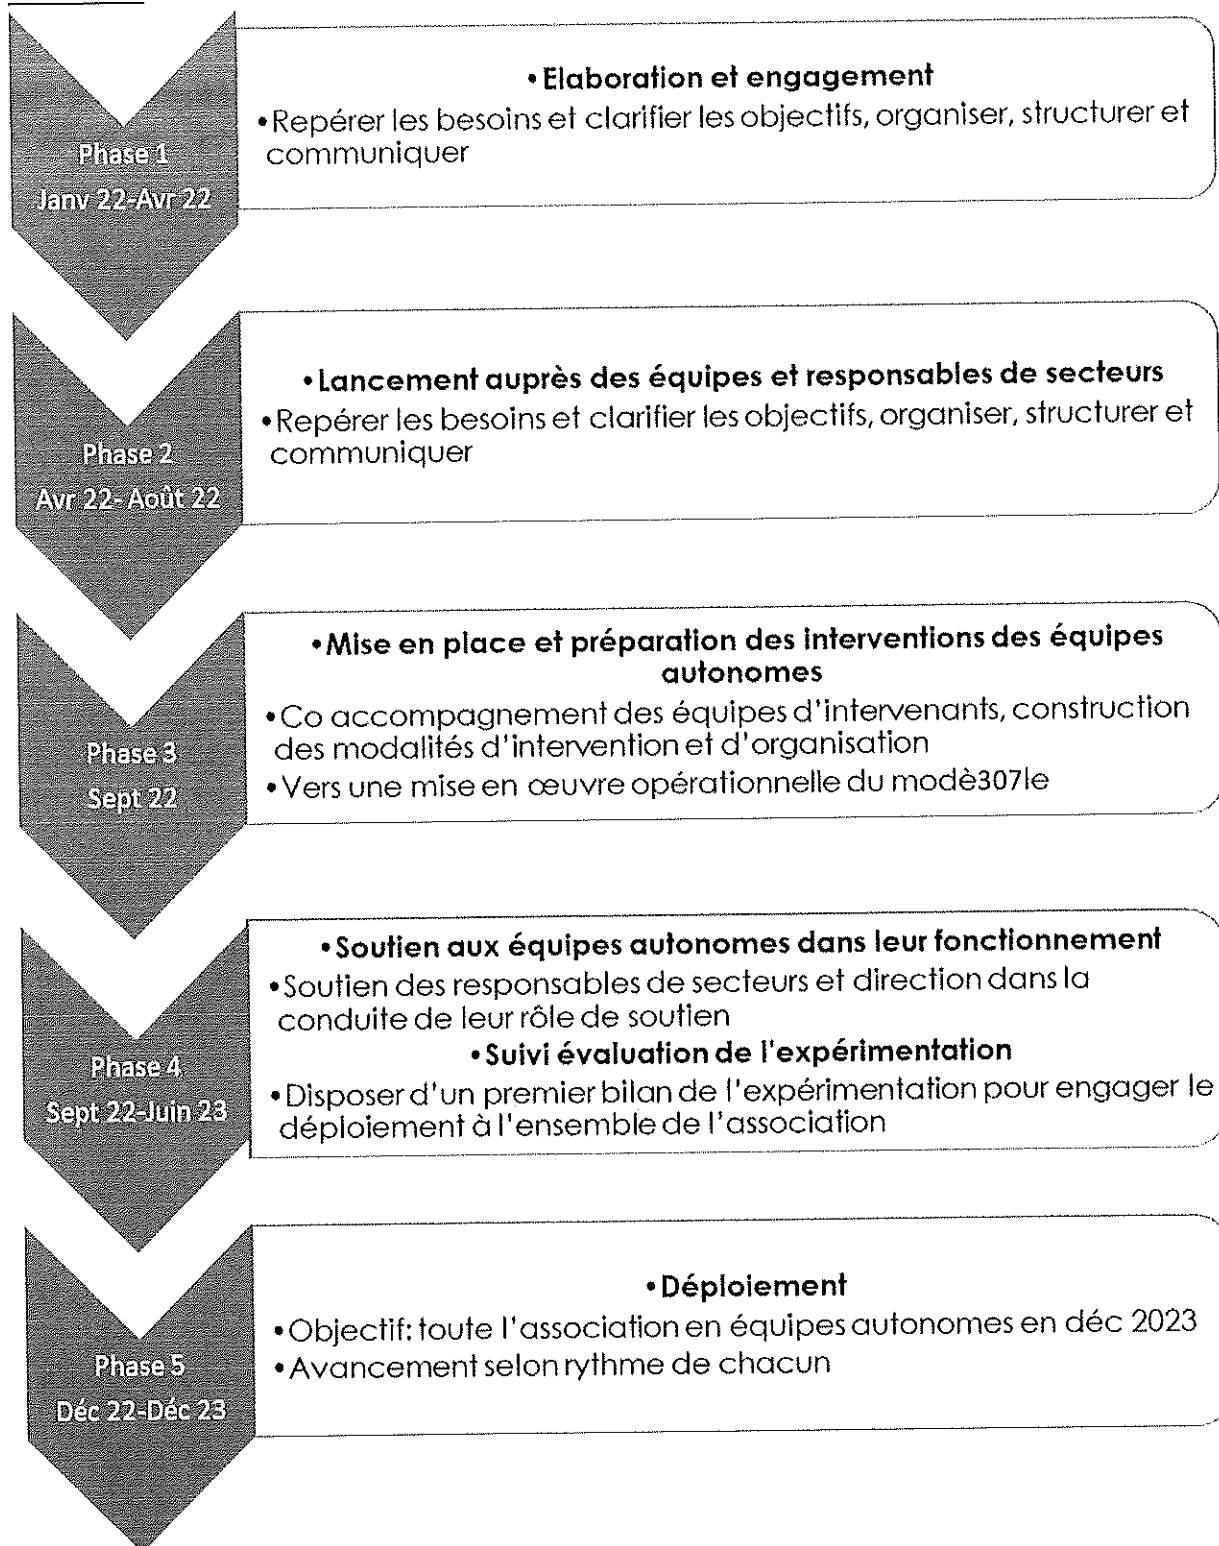 Phase 1
Janv 22-Avr 22
•Elaboration et engagement
•Repérer les besoins et clarifier les objectifs, organiser, structurer et
communiquer
Phase 2
Avr 22- Août 22
•Lancement auprès des équipes et responsables de secteurs
•Repérer les besoins et clarifier les objectifs, organiser, structurer et
communiquer
Phase 3
Sept 22
•Mise en place et préparation des interventions des équipes
autonomes
•Co accompagnement des équipes d'intervenants, construction
des modalités d'intervention et d'organisation
•Vers une mise en œuvre opérationnelle du modè307le
Phase 4
Sept 22-Juin 23
•Soutien aux équipes autonomes dans leur fonctionnement
•Soutien des responsables de secteurs et direction dans la
conduite de leur rôle de soutien
•Suivi évaluation de l'expérimentation
•Disposer d'un premier bilan de l'expérimentation pour engager le
déploiement à l'ensemble de l'association
Phase 5
Déc 22-Déc 23
•Déploiement
•Objectif: toute l'association en équipes autonomes en déc 2023
•Avancement selon rythme de chacun